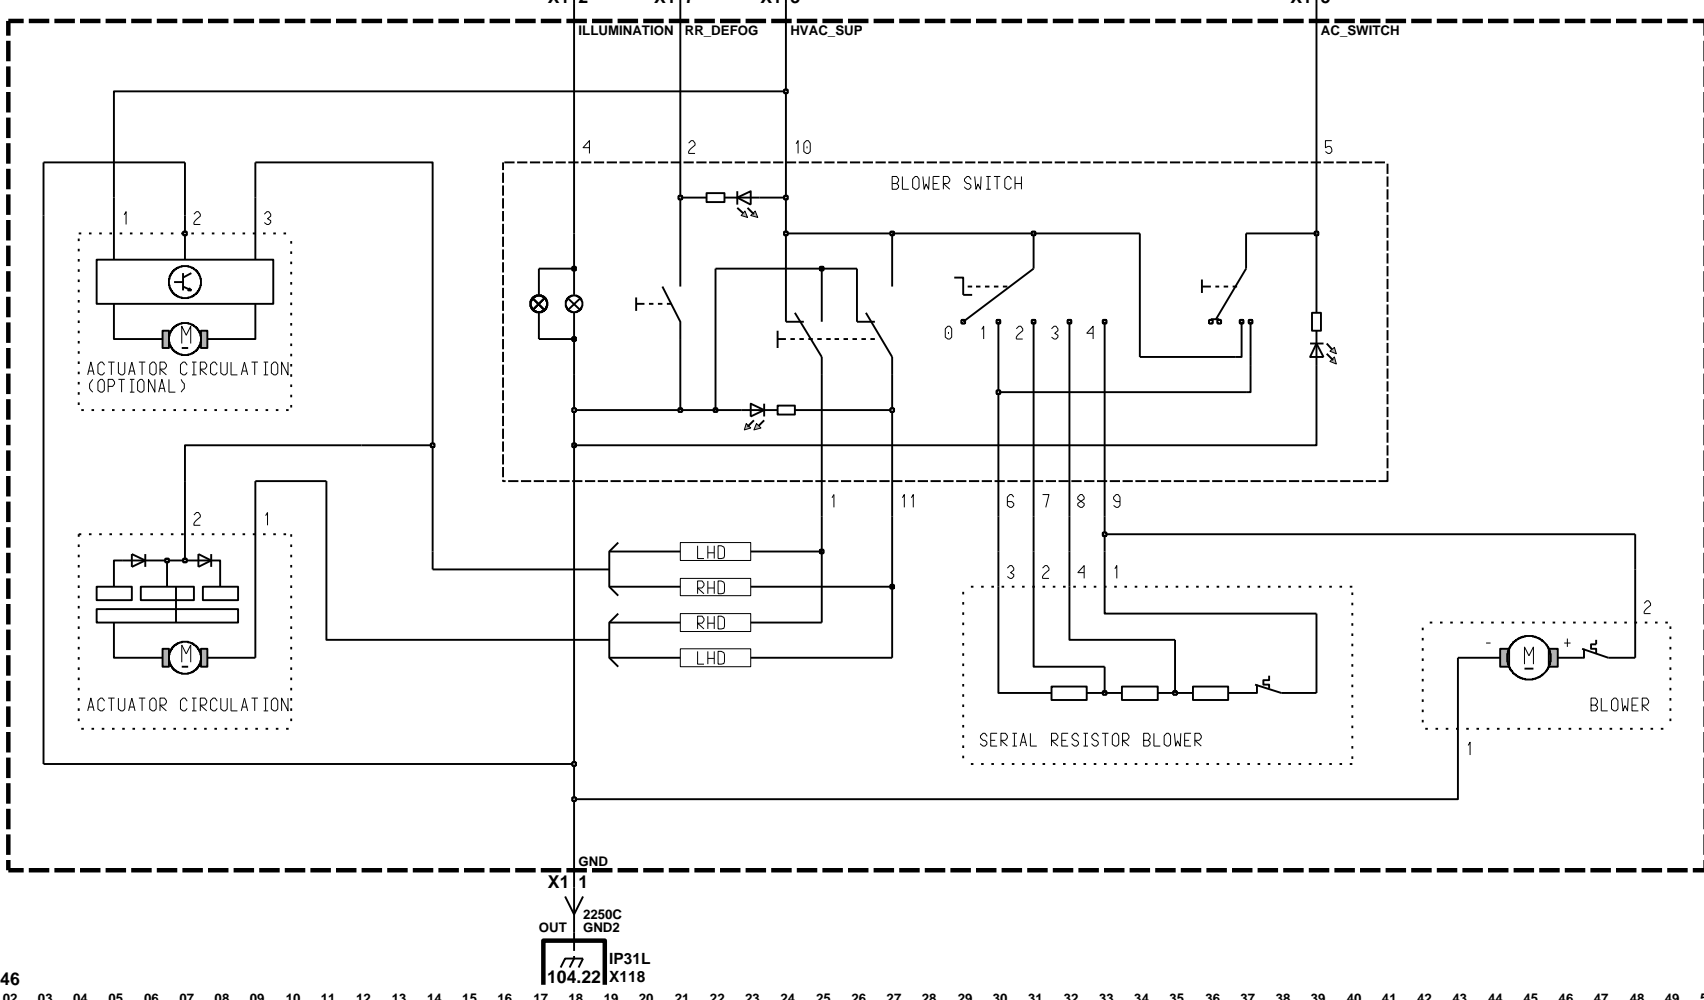 ILLUMINATION RR_DEFOG HVAC_SUP AC_SWITCH
4 2 10 5
BLOWER SWITCH
1 2 3
M
ACTUATOR CIRCULATION
(OPTIONAL)
0 1 2 3 4
2 1
1 11 6 7 8 9
LHD
RHD
RHD
LHD
3 2 4 1
2
M
ACTUATOR CIRCULATION
- M +
BLOWER
SERIAL RESISTOR BLOWER
1
GND
X1 1
2250C
OUT GND2
IP31L
104.22 X118
46
02 03 04 05 06 07 08 09 10 11 12 13 14 15 16 17 18 19 20 21 22 23 24 25 26 27 28 29 30 31 32 33 34 35 36 37 38 39 40 41 42 43 44 45 46 47 48 49